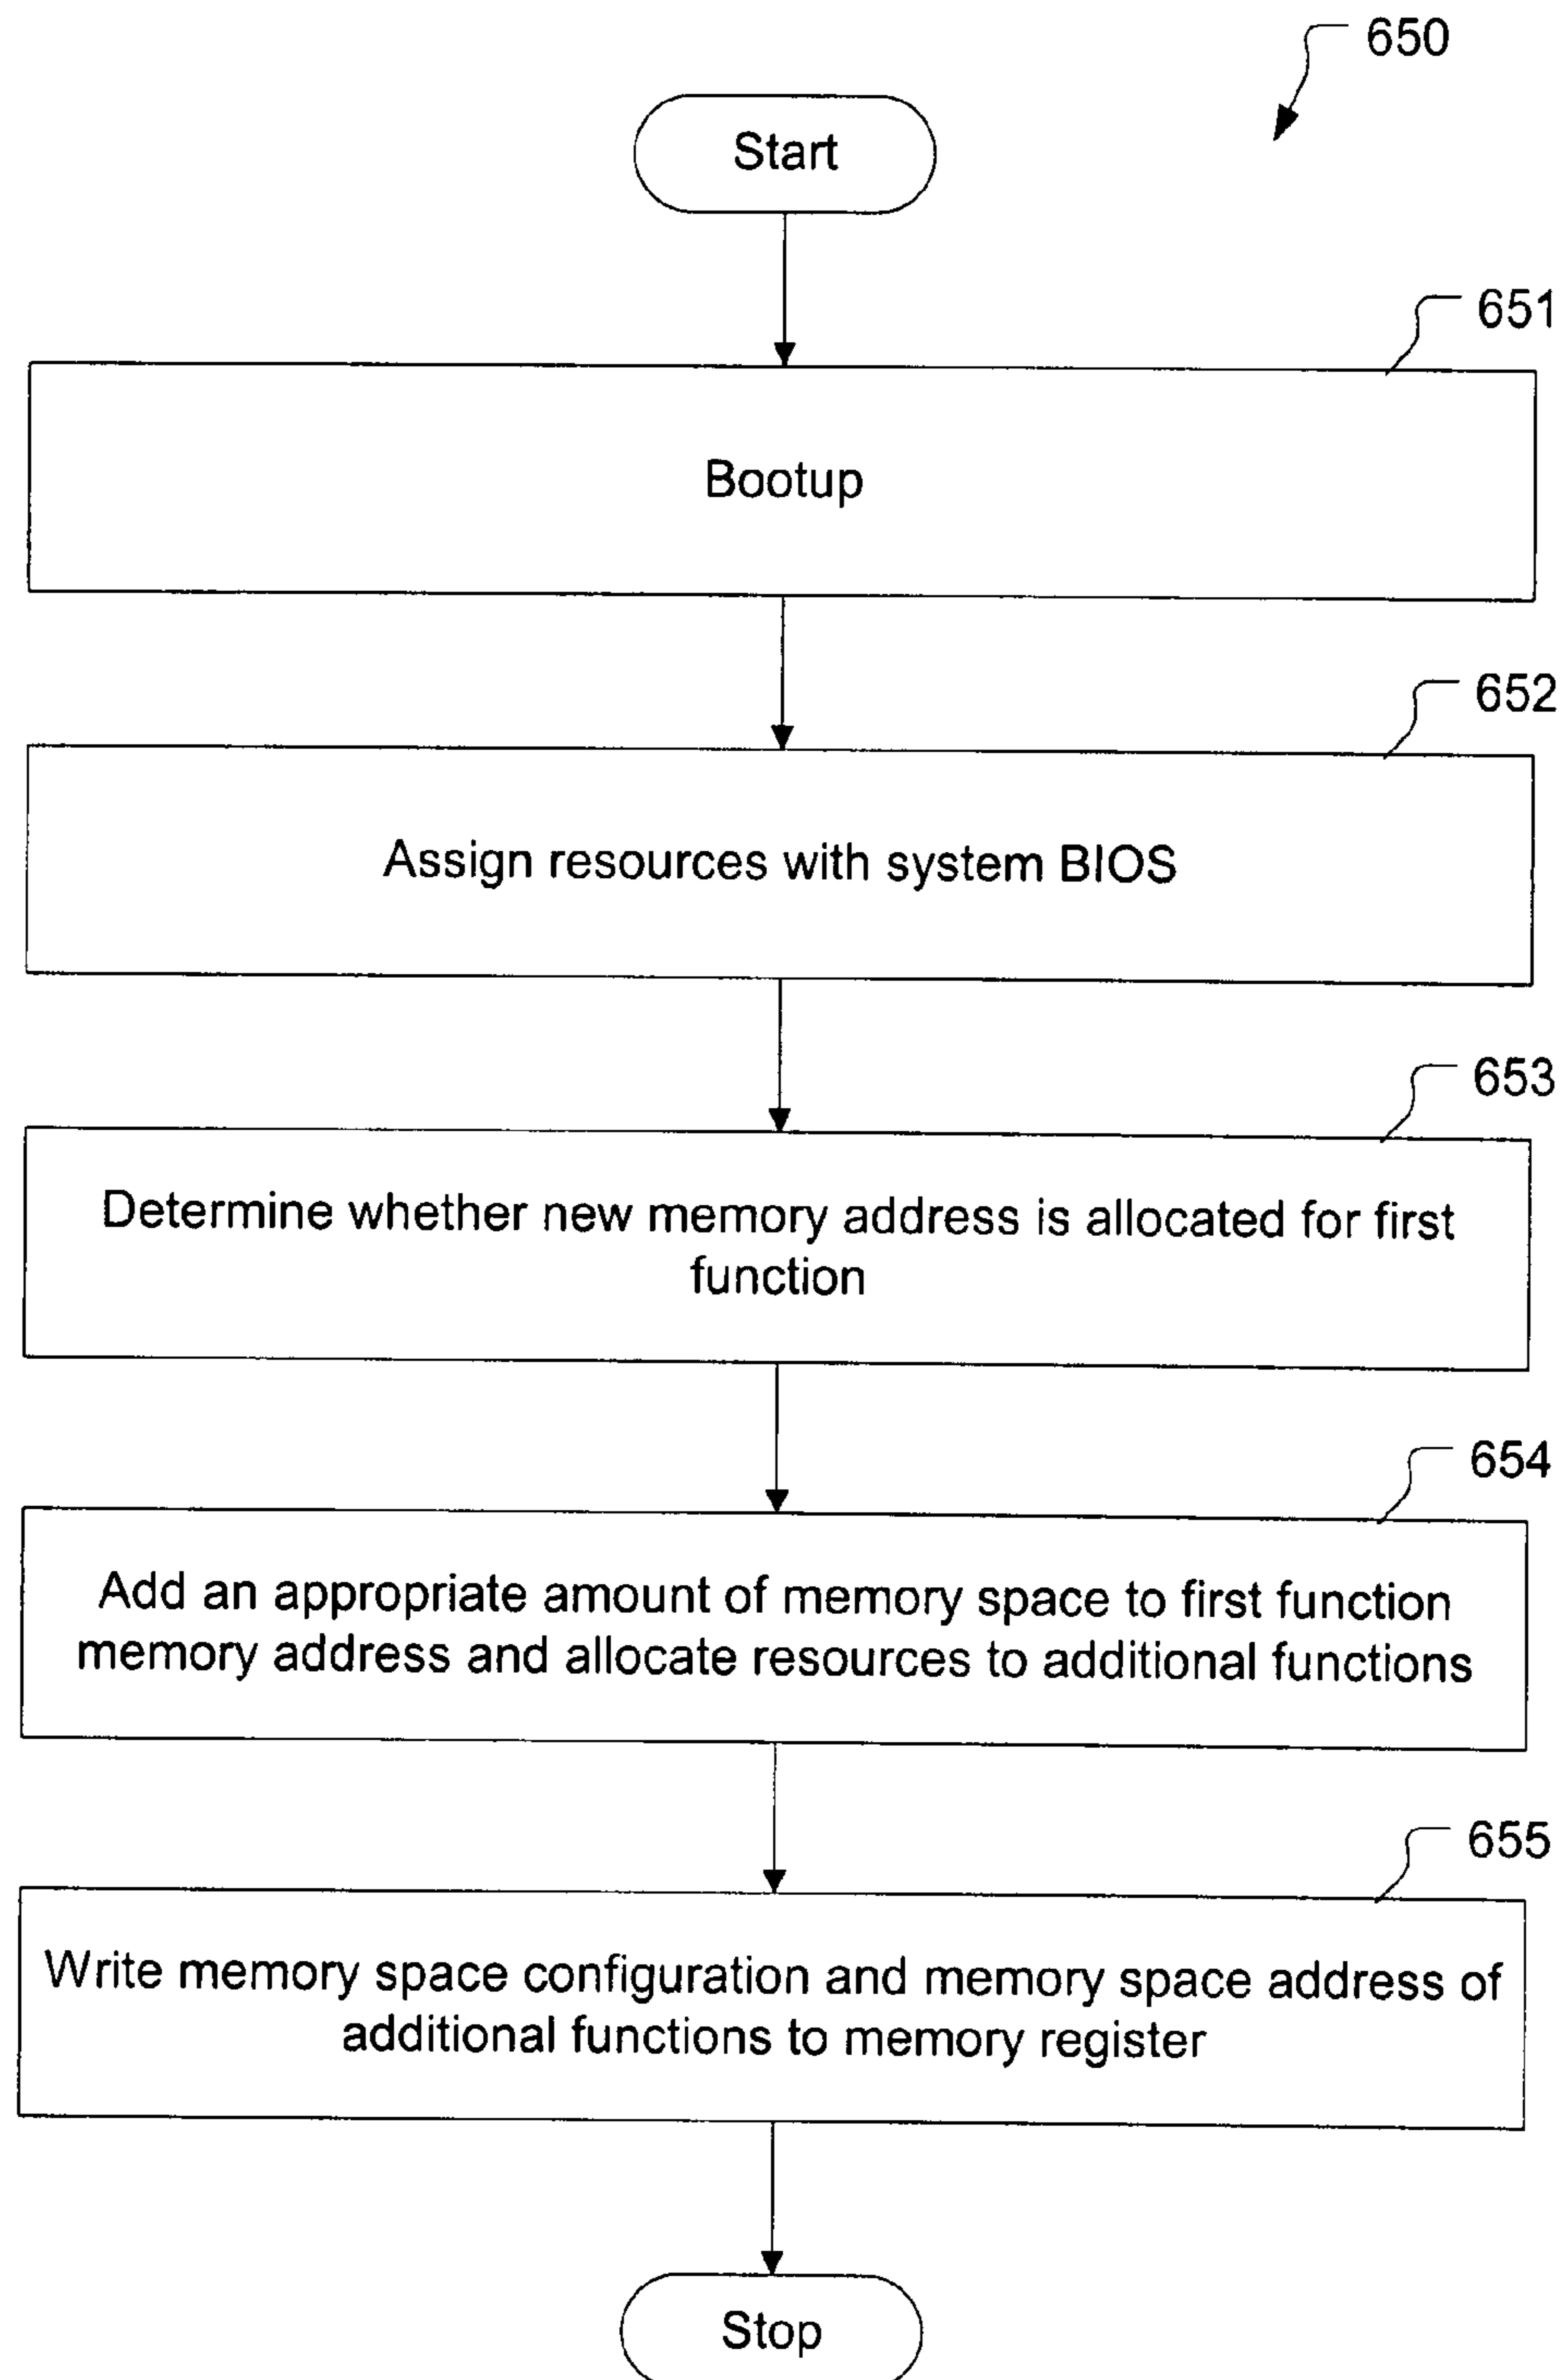 650
Start
651
Bootup
652
Assign resources with system BIOS
653
Determine whether new memory address is allocated for first
function
654
Add an appropriate amount of memory space to first function
memory address and allocate resources to additional functions
655
Write memory space configuration and memory space address of
additional functions to memory register
Stop